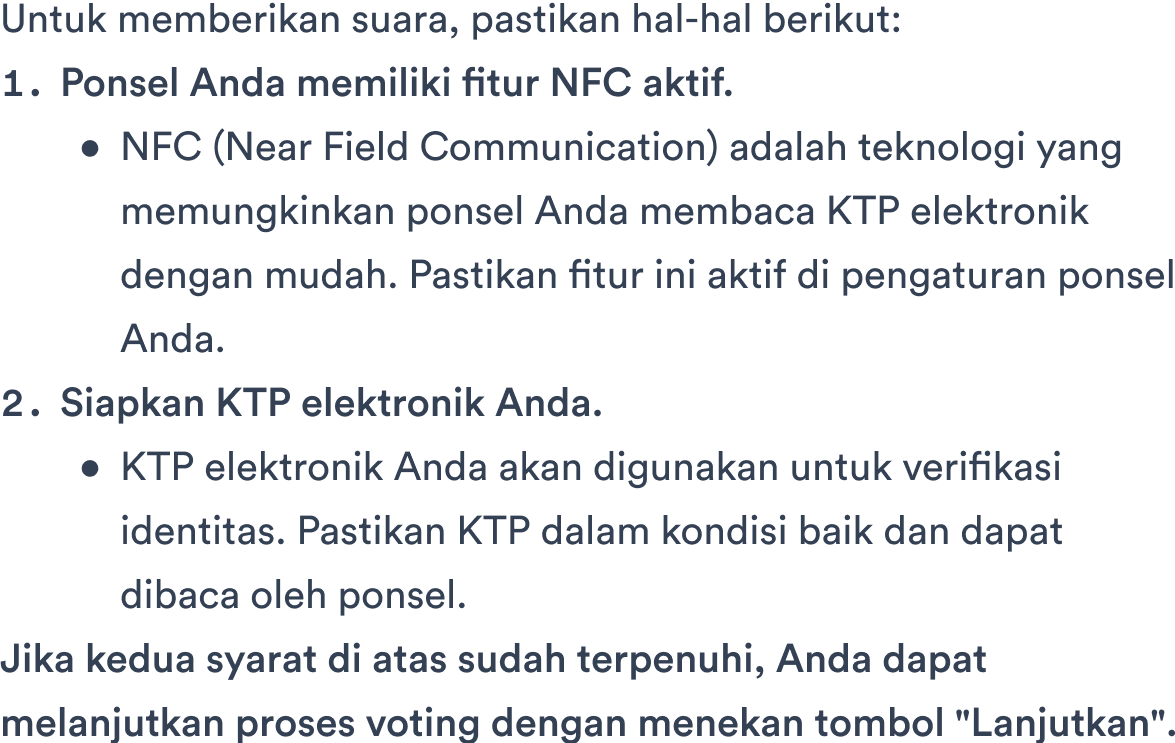 Untuk memberikan suara, pastikan hal-hal berikut:
1. Ponsel Anda memiliki fitur NFC aktif.
● NFC (Near Field Communication) adalah teknologi yang
memungkinkan ponsel Anda membaca KTP elektronik
dengan mudah. Pastikan fitur ini aktif di pengaturan ponsel
Anda.
2. Siapkan KTP elektronik Anda.
● KTP elektronik Anda akan digunakan untuk verifikasi
identitas. Pastikan KTP dalam kondisi baik dan dapat
dibaca oleh ponsel.
Jika kedua syarat di atas sudah terpenuhi, Anda dapat
melanjutkan proses voting dengan menekan tombol "Lanjutkan".